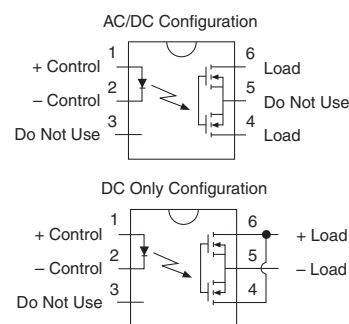 AC/DC Configuration
1 6
+ Control Load
2 5
– Control Do Not Use
3 4
Do Not Use Load
DC Only Configuration
1 6
+ Control + Load
2 5
– Control – Load
3 4
Do Not Use